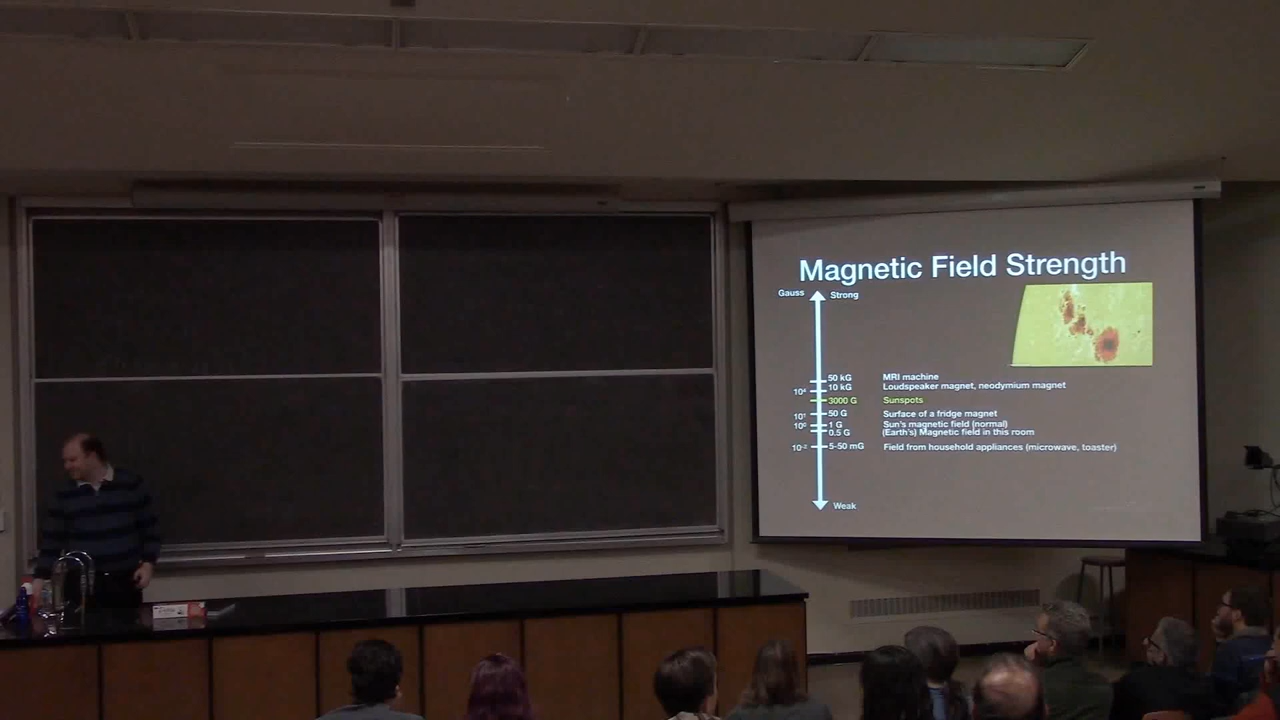 Magnetic Field Strength
Gauss Strong
50 kG MRI machine
10⁴ 10 kG Loudspeaker magnet, neodymium magnet
3000 G Sunspots
10¹ 50 G Surface of a fridge magnet
10⁰ 1 G Sun's magnetic field (normal)
0.5 G (Earth's) Magnetic field in this room
10⁻² 5-50 mG Field from household appliances (microwave, toaster)
Weak